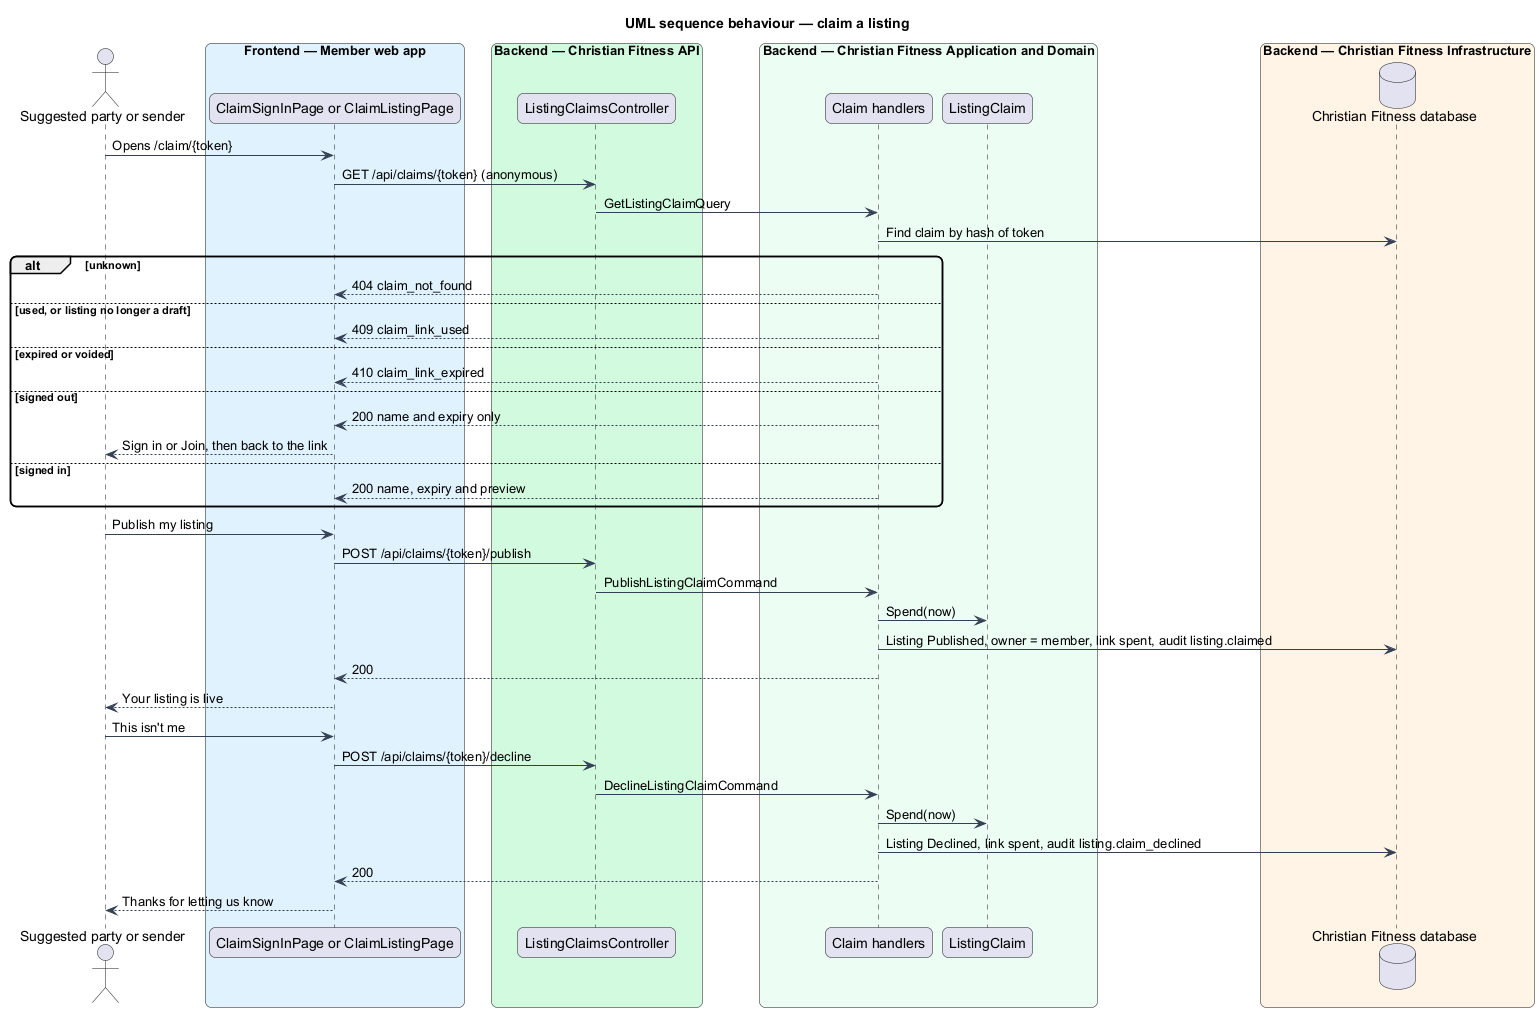 UML sequence behaviour — claim a listing
Frontend — Member web app
Backend — Christian Fitness API
Backend — Christian Fitness Application and Domain
Backend — Christian Fitness Infrastructure
Suggested party or sender
ClaimSignInPage or ClaimListingPage
ListingClaimsController
Claim handlers
ListingClaim
Christian Fitness database
Opens /claim/{token}
GET /api/claims/{token} (anonymous)
GetListingClaimQuery
Find claim by hash of token
alt
[unknown]
404 claim_not_found
[used, or listing no longer a draft]
409 claim_link_used
[expired or voided]
410 claim_link_expired
[signed out]
200 name and expiry only
Sign in or Join, then back to the link
[signed in]
200 name, expiry and preview
Publish my listing
POST /api/claims/{token}/publish
PublishListingClaimCommand
Spend(now)
Listing Published, owner = member, link spent, audit listing.claimed
200
Your listing is live
This isn't me
POST /api/claims/{token}/decline
DeclineListingClaimCommand
Spend(now)
Listing Declined, link spent, audit listing.claim_declined
200
Thanks for letting us know
Suggested party or sender
ClaimSignInPage or ClaimListingPage
ListingClaimsController
Claim handlers
ListingClaim
Christian Fitness database